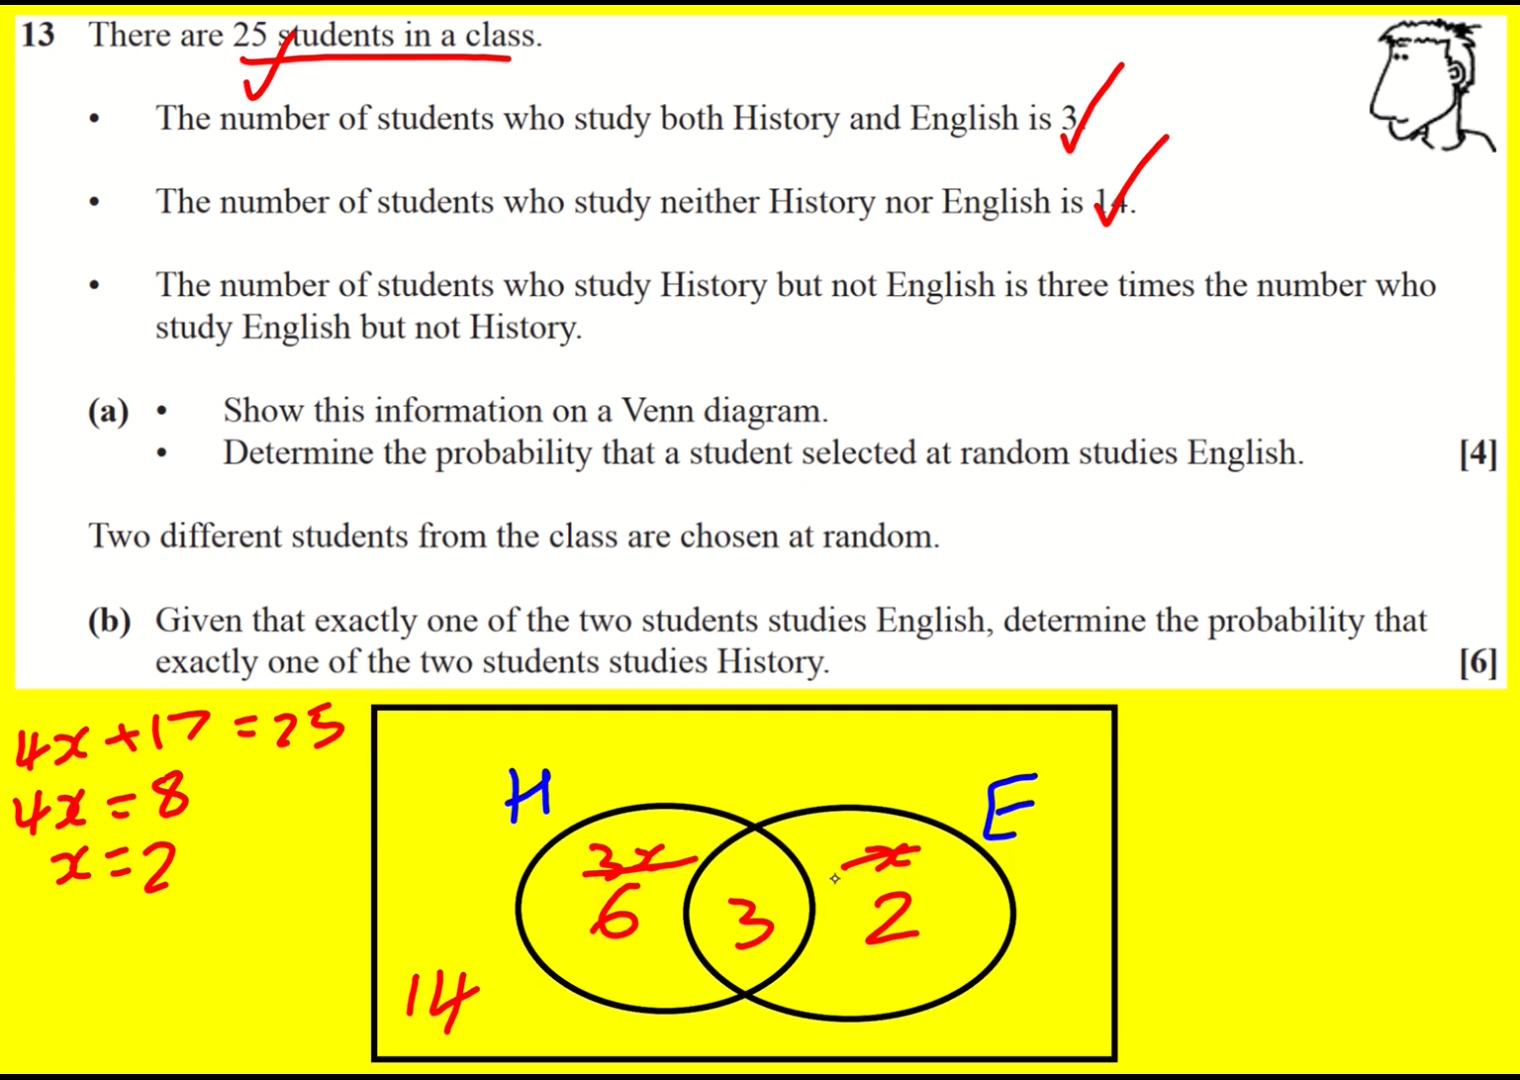 13 There are 25 students in a class.
• The number of students who study both History and English is 3.
• The number of students who study neither History nor English is 14.
• The number of students who study History but not English is three times the number who
study English but not History.
(a) • Show this information on a Venn diagram.
• Determine the probability that a student selected at random studies English. [4]
Two different students from the class are chosen at random.
(b) Given that exactly one of the two students studies English, determine the probability that
exactly one of the two students studies History. [6]
4x + 17 = 25
4x = 8
x = 2
H E
3x x
6 3 2
14